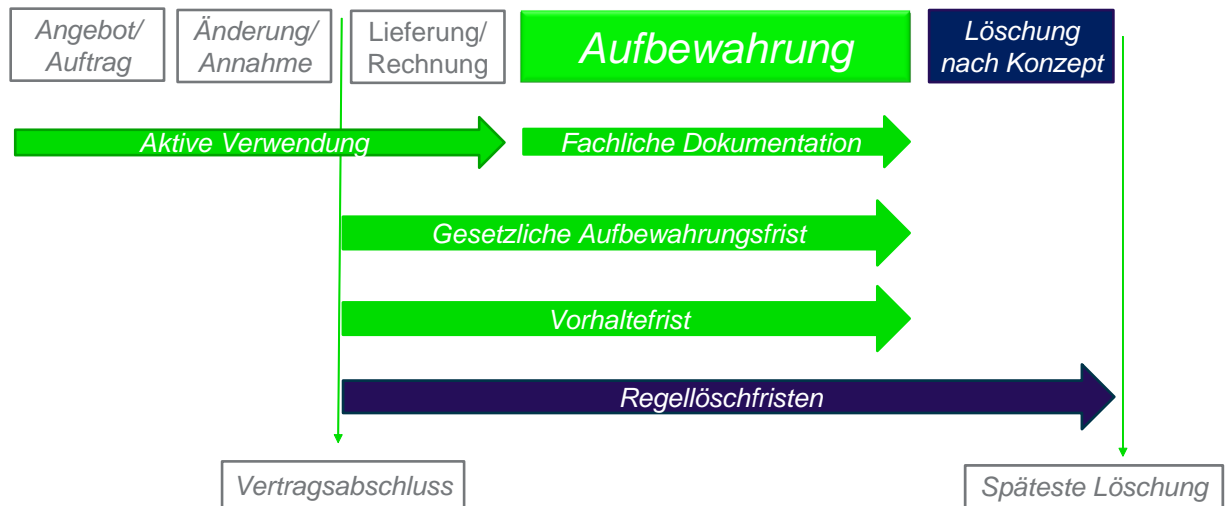 Angebot/
Auftrag
Änderung/
Annahme
Lieferung/
Rechnung
Aufbewahrung
Löschung
nach Konzept
Aktive Verwendung
Fachliche Dokumentation
Gesetzliche Aufbewahrungsfrist
Vorhaltefrist
Regellöschfristen
Vertragsabschluss
Späteste Löschung